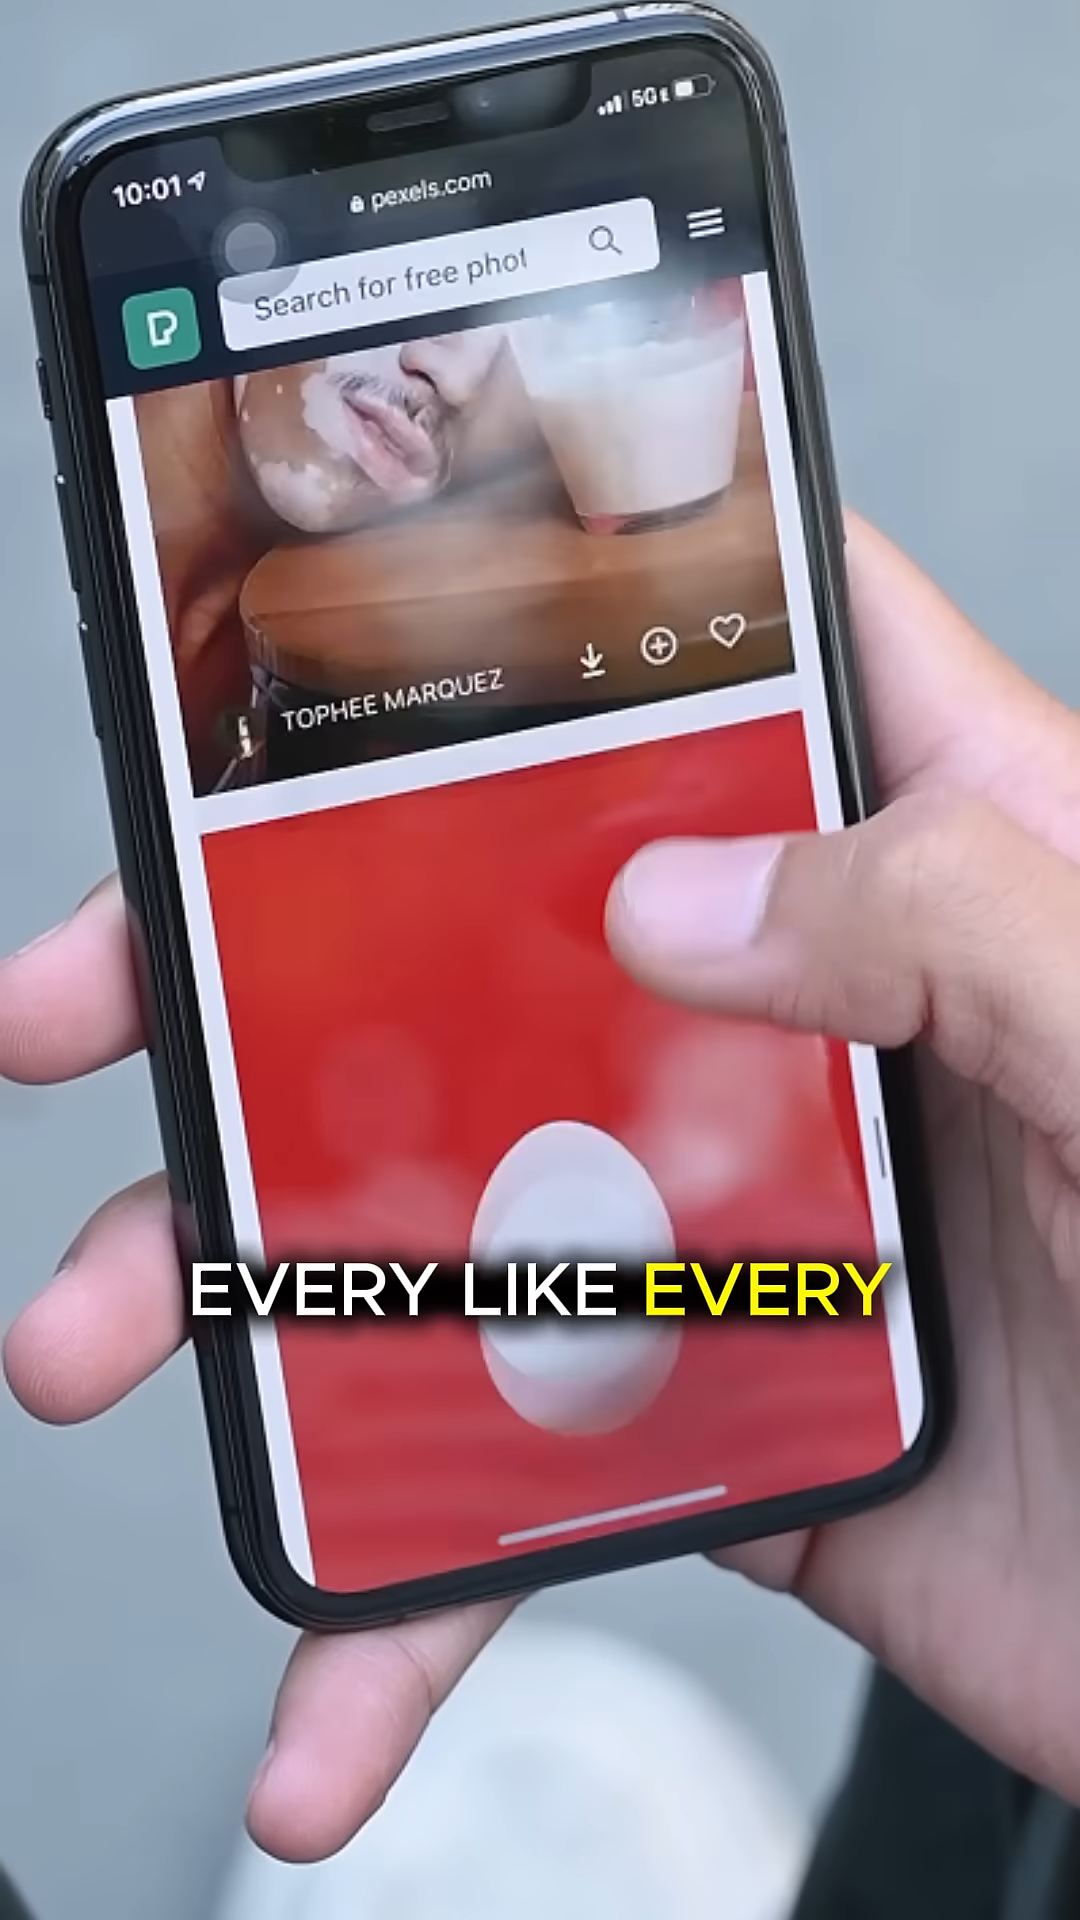 10:01
5G
pexels.com
Search for free phot
TOPHEE MARQUEZ
EVERY LIKE EVERY